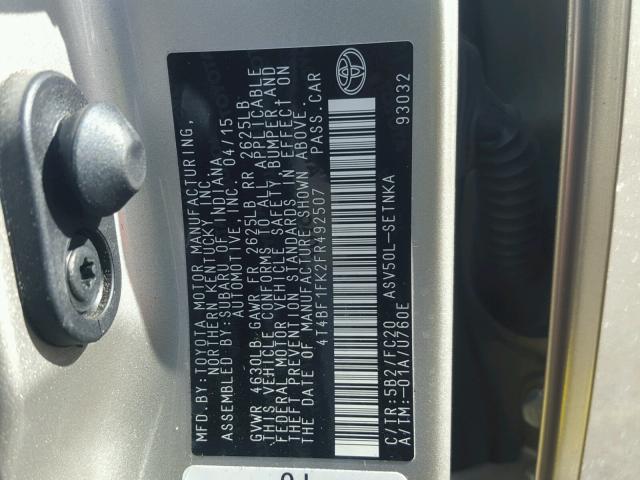 MFD.BY:TOYOTA MOTOR MANUFACTURING,
NORTHERN KENTUCKY, INC.
ASSEMBLED BY:SUBARU OF INDIANA
AUTOMOTIVE, INC. 04/15
GVWR 4630LB GAWR FR 2625LB RR 2625LB
THIS VEHICLE CONFORMS TO ALL APPLICABLE
FEDERAL MOTOR VEHICLE SAFETY, BUMPER, AND
THEFT PREVENTION STANDARDS IN EFFECT ON
THE DATE OF MANUFACTURE SHOWN ABOVE.
4T4BF1FK2FR492507 PASS.CAR
C/TR:5B2/FC20 ASV50L-SETNKA
A/TM:-01A/U760E 93032